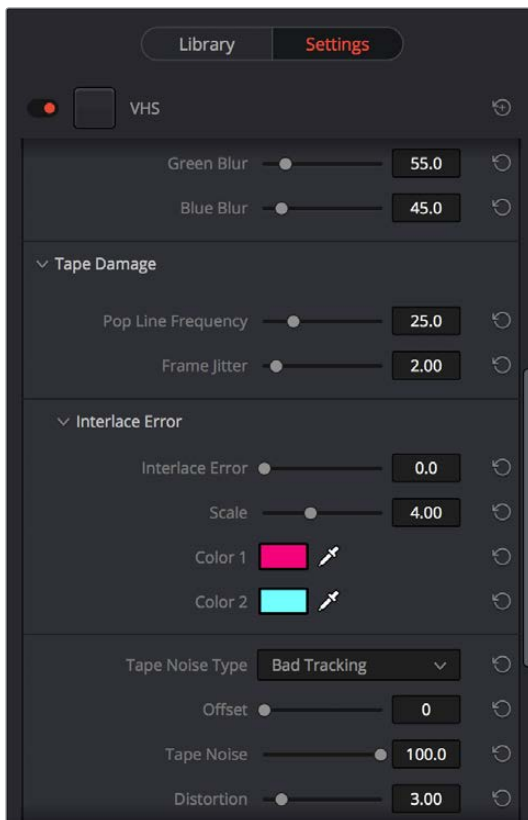 Library Settings
VHS
Green Blur 55.0
Blue Blur 45.0
Tape Damage
Pop Line Frequency 25.0
Frame Jitter 2.00
Interlace Error
Interlace Error 0.0
Scale 4.00
Color 1
Color 2
Tape Noise Type Bad Tracking
Offset 0
Tape Noise 100.0
Distortion 3.00